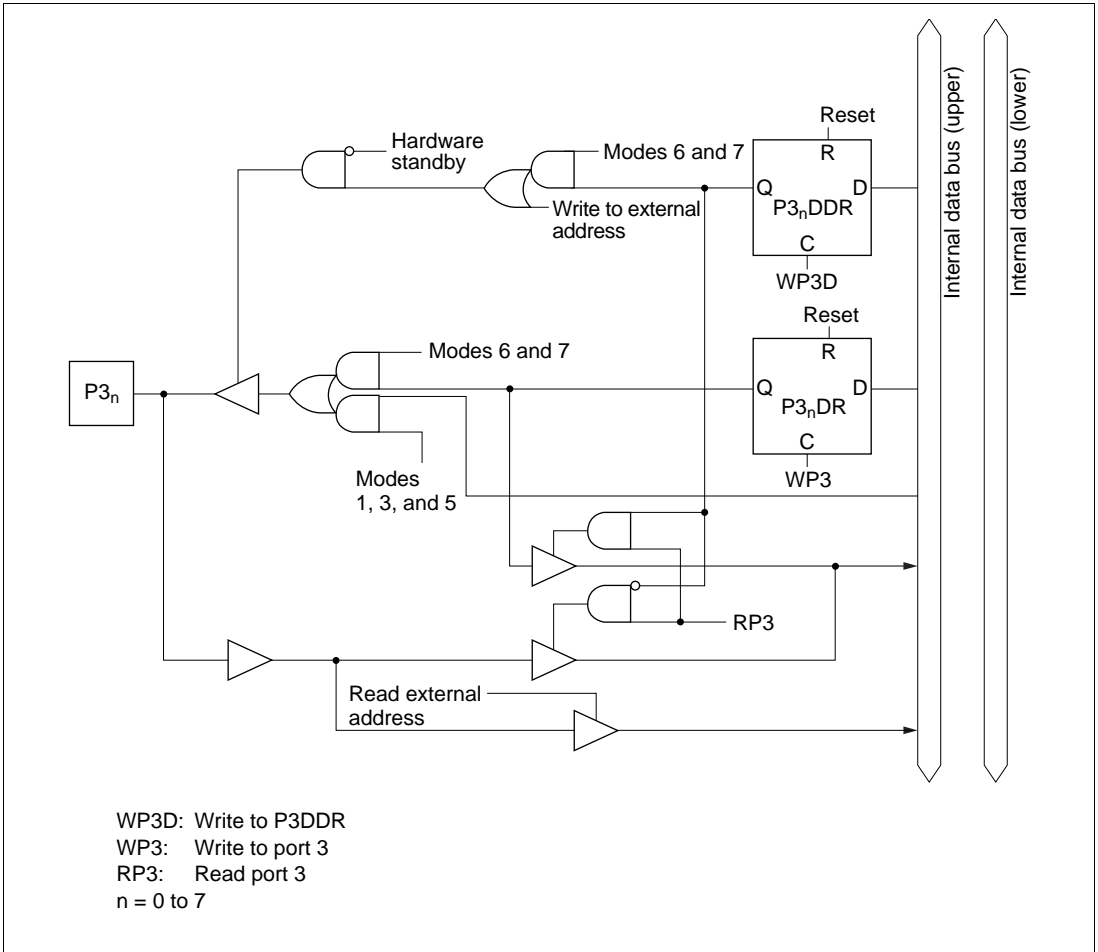 Reset
Hardware
standby
Modes 6 and 7
R
Q
D
P3nDDR
C
Write to external
address
WP3D
Reset
Modes 6 and 7
R
P3n
Q
D
P3nDR
C
WP3
Modes
1, 3, and 5
RP3
Read external
address
Internal data bus (upper)
Internal data bus (lower)
WP3D: Write to P3DDR
WP3: Write to port 3
RP3: Read port 3
n = 0 to 7